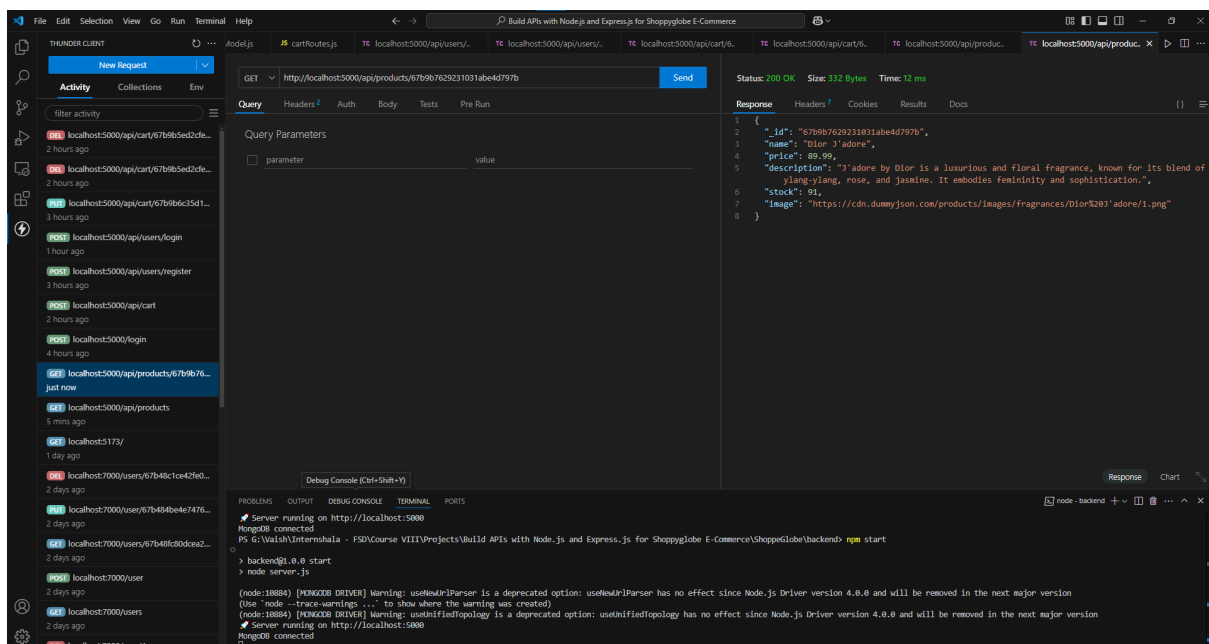 File Edit Selection View Go Run Terminal Help
Build APIs with Node.js and Express.js for Shoppyglobe E-Commerce
THUNDER CLIENT
New Request
Activity Collections Env
filter activity
DEL localhost:5000/api/cart/67b9b5ed2cfe...
2 hours ago
DEL localhost:5000/api/cart/67b9b5ed2cfe...
2 hours ago
PUT localhost:5000/api/cart/67b9b6c35d1...
3 hours ago
POST localhost:5000/api/users/login
1 hour ago
POST localhost:5000/api/users/register
3 hours ago
POST localhost:5000/api/cart
2 hours ago
POST localhost:5000/login
4 hours ago
GET localhost:5000/api/products/67b9b76...
just now
GET localhost:5000/api/products
5 mins ago
GET localhost:5173/
1 day ago
DEL localhost:7000/users/67b48c1ce42fe0...
2 days ago
PUT localhost:7000/user/67b484be4e7476...
2 days ago
GET localhost:7000/users/67b48fc80dcea2...
2 days ago
POST localhost:7000/user
2 days ago
GET localhost:7000/users
2 days ago
Model.js JS cartRoutes.js TC localhost:5000/api/users/.. TC localhost:5000/api/users/.. TC localhost:5000/api/cart/6.. TC localhost:5000/api/cart/6.. TC localhost:5000/api/produc.. TC localhost:5000/api/produc..
GET http://localhost:5000/api/products/67b9b7629231031abe4d797b Send
Query Headers 2 Auth Body Tests Pre Run
Query Parameters
parameter value
Status: 200 OK Size: 332 Bytes Time: 12 ms
Response Headers 7 Cookies Results Docs {}
1 {
2 "_id": "67b9b7629231031abe4d797b",
3 "name": "Dior J'adore",
4 "price": 89.99,
5 "description": "J'adore by Dior is a luxurious and floral fragrance, known for its blend of
ylang-ylang, rose, and jasmine. It embodies femininity and sophistication.",
6 "stock": 91,
7 "image": "https://cdn.dummyjson.com/products/images/fragrances/Dior%20J'adore/1.png"
8 }
Response Chart
Debug Console (Ctrl+Shift+Y)
PROBLEMS OUTPUT DEBUG CONSOLE TERMINAL PORTS
node - backend
Server running on http://localhost:5000
MongoDB connected
PS G:\Vaish\Internshala - FSD\Course VIII\Projects\Build APIs with Node.js and Express.js for Shoppyglobe E-Commerce\ShoppeGlobe\backend> npm start
> backend@1.0.0 start
> node server.js
(node:10884) [MONGODB DRIVER] Warning: useNewUrlParser is a deprecated option: useNewUrlParser has no effect since Node.js Driver version 4.0.0 and will be removed in the next major version
(Use `node --trace-warnings ...` to show where the warning was created)
(node:10884) [MONGODB DRIVER] Warning: useUnifiedTopology is a deprecated option: useUnifiedTopology has no effect since Node.js Driver version 4.0.0 and will be removed in the next major version
Server running on http://localhost:5000
MongoDB connected